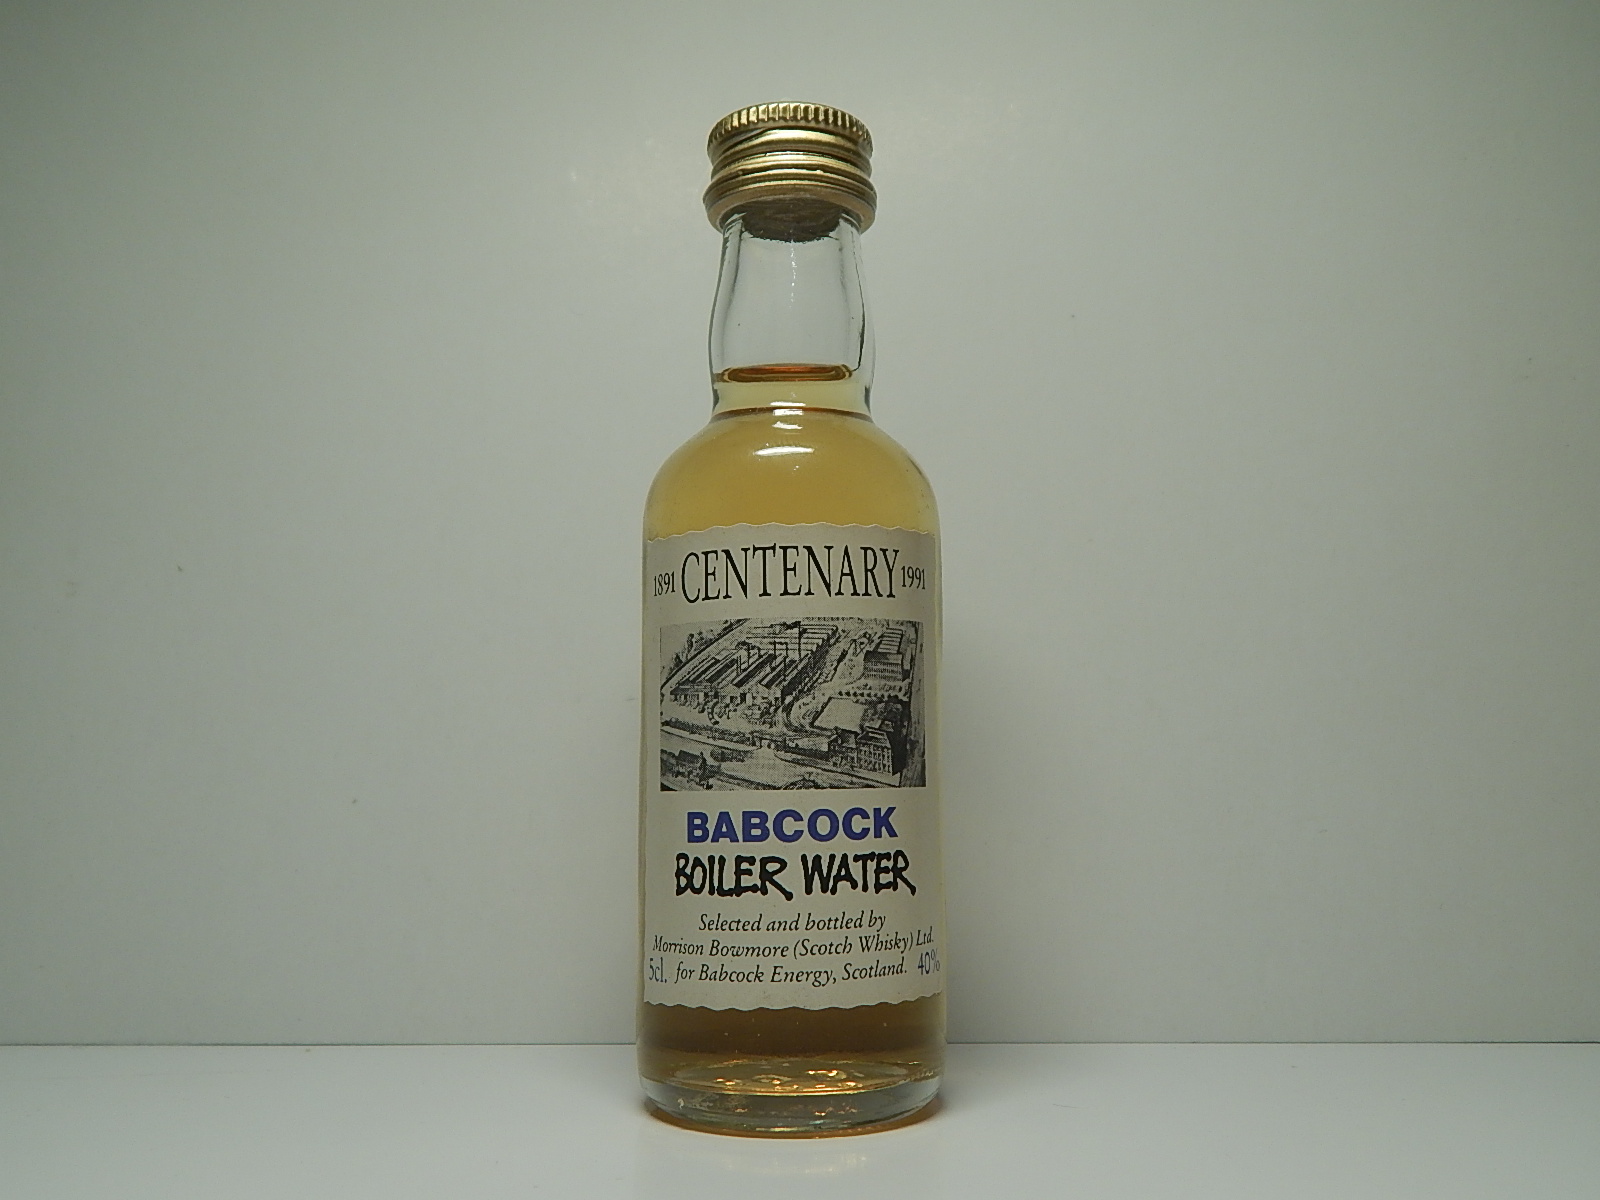 1891 CENTENARY 1991
BABCOCK
BOILER WATER
Selected and bottled by
Morrison Bowmore (Scotch Whisky) Ltd.
5cl. for Babcock Energy, Scotland. 40%